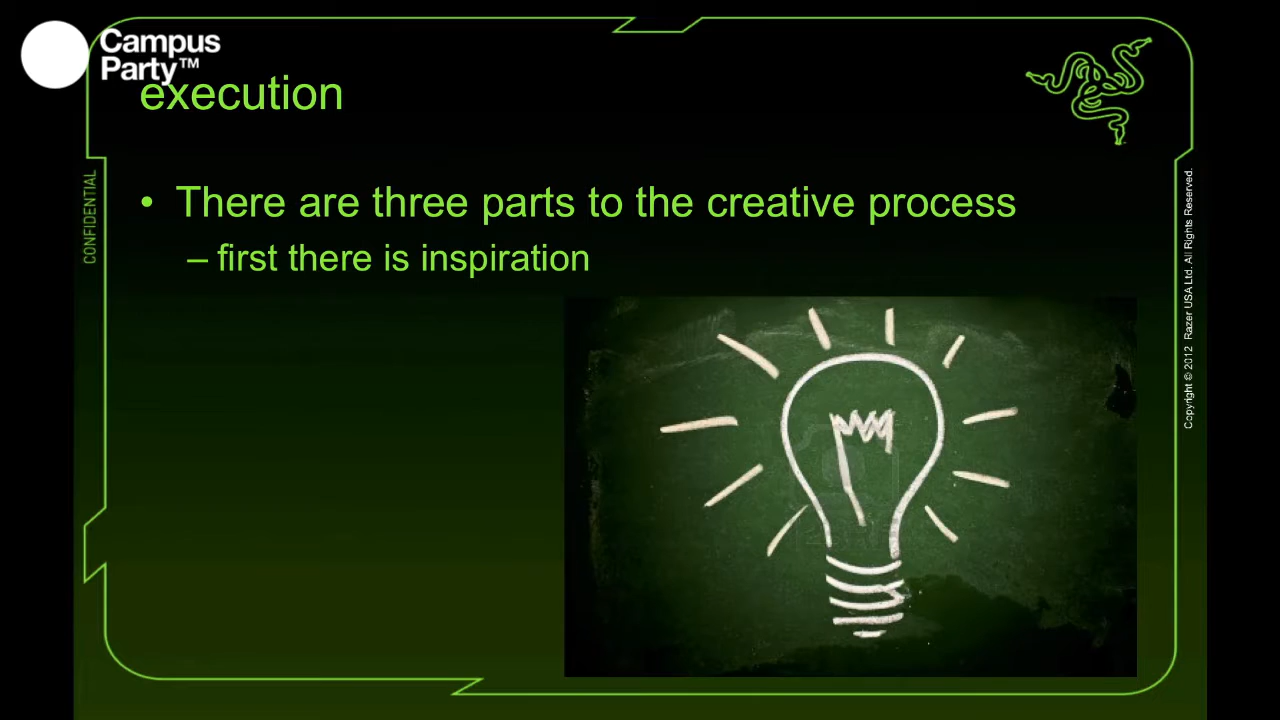 Campus
Party™
execution
• There are three parts to the creative process
– first there is inspiration
CONFIDENTIAL
Copyright © 2012 Razer USA Ltd. All Rights Reserved.